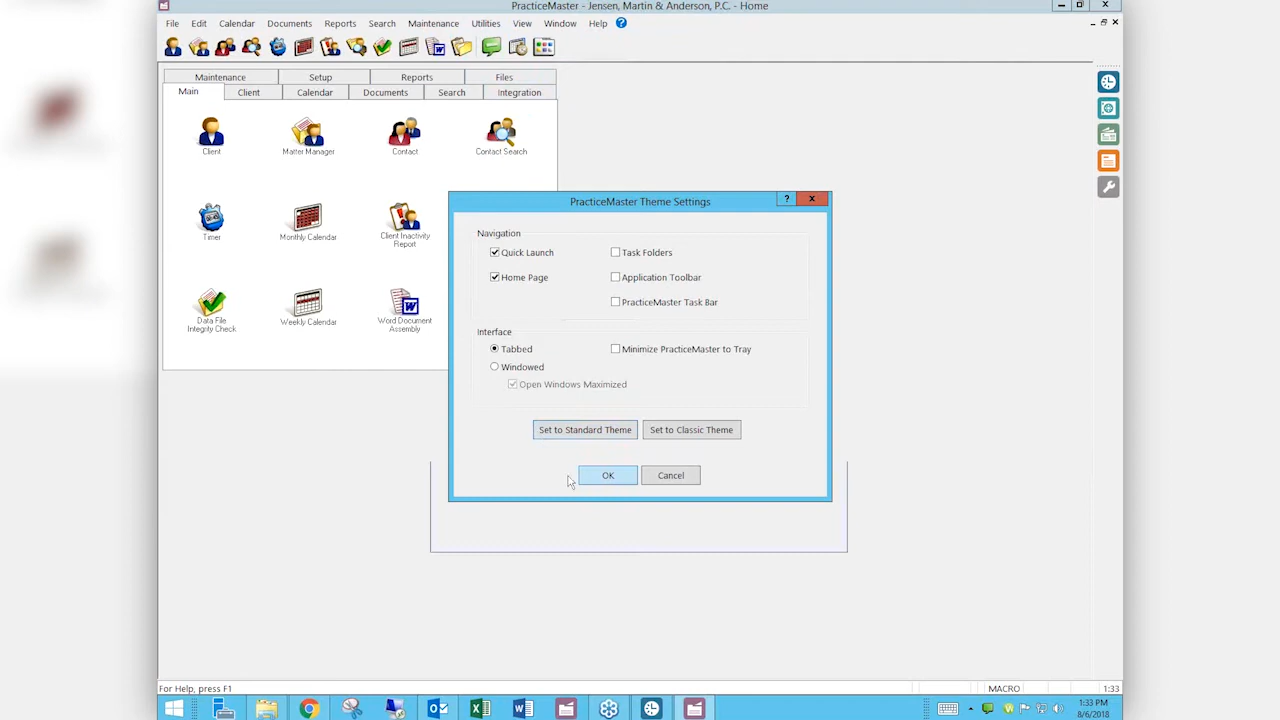 PracticeMaster - Jensen, Martin & Anderson, P.C. - Home
File Edit Calendar Documents Reports Search Maintenance Utilities View Window Help
Maintenance Setup Reports Files
Main Client Calendar Documents Search Integration
Client Matter Manager Contact Contact Search
Timer Monthly Calendar Client Inactivity
Report
Data File
Integrity Check Weekly Calendar Word Document
Assembly
PracticeMaster Theme Settings
Navigation
Quick Launch Task Folders
Home Page Application Toolbar
PracticeMaster Task Bar
Interface
Tabbed Minimize PracticeMaster to Tray
Windowed
Open Windows Maximized
Set to Standard Theme Set to Classic Theme
OK Cancel
For Help, press F1 MACRO 1:33
1:33 PM
8/6/2018